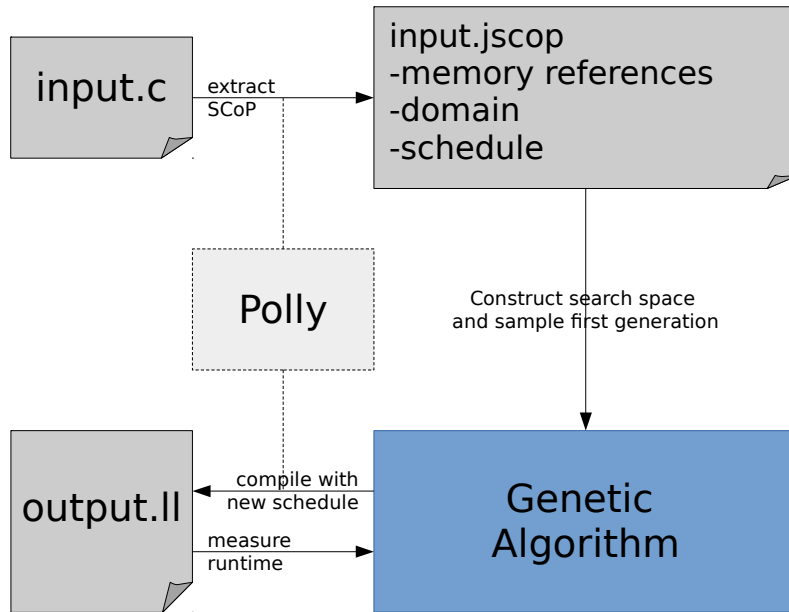 input.c
extract
SCoP
input.jscop
-memory references
-domain
-schedule
Polly
Construct search space
and sample first generation
output.ll
compile with
new schedule
measure
runtime
Genetic
Algorithm